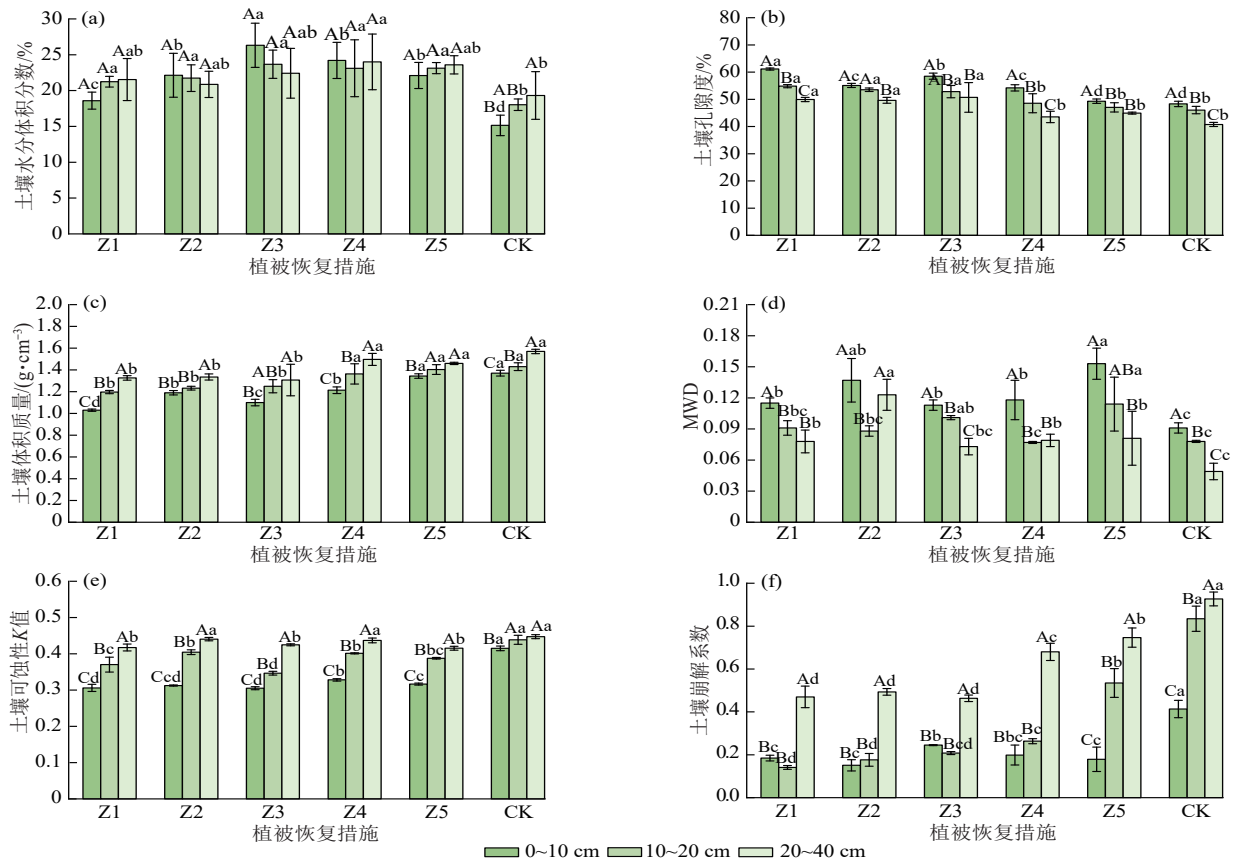 (a)
土壤水分体积分数/%
30
25
20
15
10
5
0
Ac Aa Aab
Ab Aa Aab
Aa Aa Aab
Ab Aa Aa
Ab Aa Aab
Bd ABb Ab
Z1 Z2 Z3 Z4 Z5 CK
植被恢复措施
(b)
土壤孔隙度/%
80
70
60
50
40
30
20
10
0
Aa Ba Ca
Ac Aa Ba
Ab ABa Ba
Ac Bb Cb
Ad Bb Bb
Ad Bb Cb
Z1 Z2 Z3 Z4 Z5 CK
植被恢复措施
(c)
土壤体积质量/(g•cm⁻³)
2.0
1.8
1.6
1.4
1.2
1.0
0.8
0.6
0.4
0.2
0
Cd Bb Ab
Bb Bb Ab
Bc ABb Ab
Cb Ba Aa
Ba Aa Aa
Ca Ba Aa
Z1 Z2 Z3 Z4 Z5 CK
植被恢复措施
(d)
MWD
0.21
0.18
0.15
0.12
0.09
0.06
0.03
0
Ab Bbc Bb
Aab Bbc Aa
Ab Bab Cbc
Ab Bc Bb
Aa ABa Bb
Ac Bc Cc
Z1 Z2 Z3 Z4 Z5 CK
植被恢复措施
(e)
土壤可蚀性K值
0.6
0.5
0.4
0.3
0.2
0.1
0
Cd Bc Ab
Ccd Bb Aa
Cd Bd Ab
Cb Bb Aa
Cc Bbc Ab
Ba Aa Aa
Z1 Z2 Z3 Z4 Z5 CK
植被恢复措施
(f)
土壤崩解系数
1.0
0.8
0.6
0.4
0.2
0.0
Bc Bd Ad
Bc Bd Ad
Bb Bcd Ad
Bbc Bc Ac
Cc Bb Ab
Ca Ba Aa
Z1 Z2 Z3 Z4 Z5 CK
植被恢复措施
0~10 cm 10~20 cm 20~40 cm